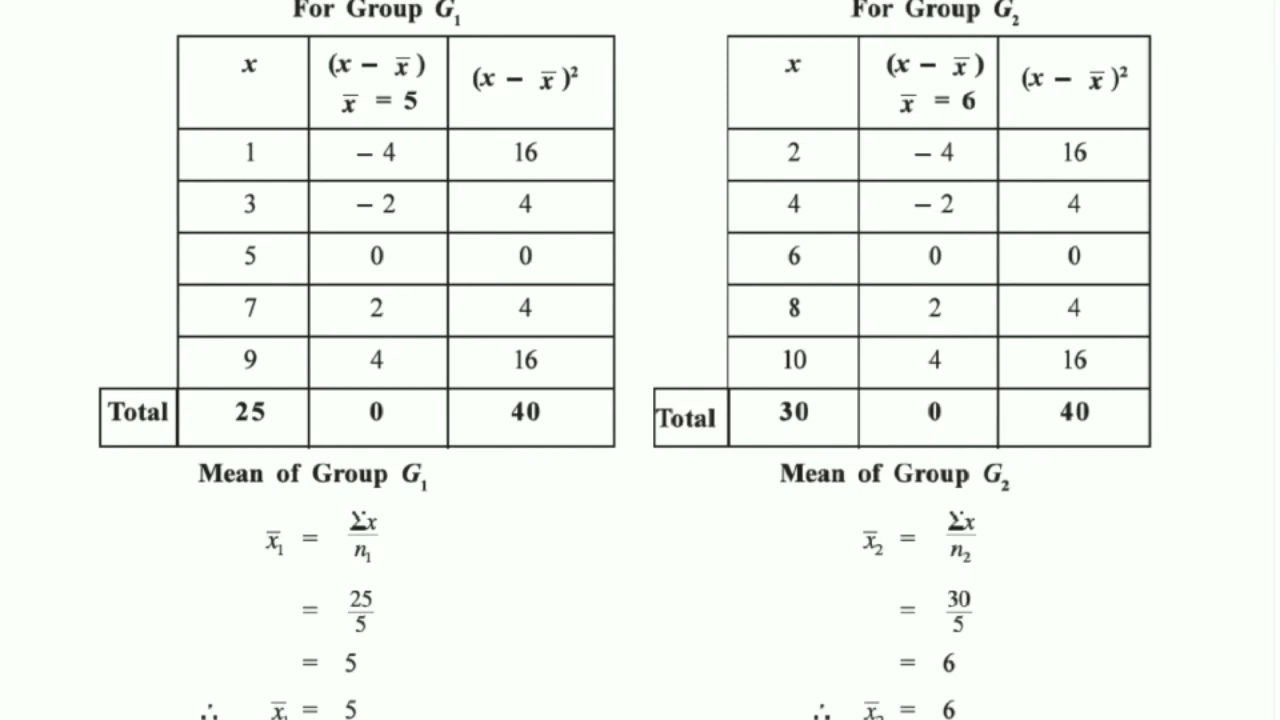 For Group G₁
x (x − x̄) x̄ = 5 (x − x̄)²
1 − 4 16
3 − 2 4
5 0 0
7 2 4
9 4 16
Total 25 0 40
Mean of Group G₁
x̄₁ = Σx/n₁
= 25/5
= 5
∴ x̄₁ = 5
For Group G₂
x (x − x̄) x̄ = 6 (x − x̄)²
2 − 4 16
4 − 2 4
6 0 0
8 2 4
10 4 16
Total 30 0 40
Mean of Group G₂
x̄₂ = Σx/n₂
= 30/5
= 6
∴ x̄₂ = 6